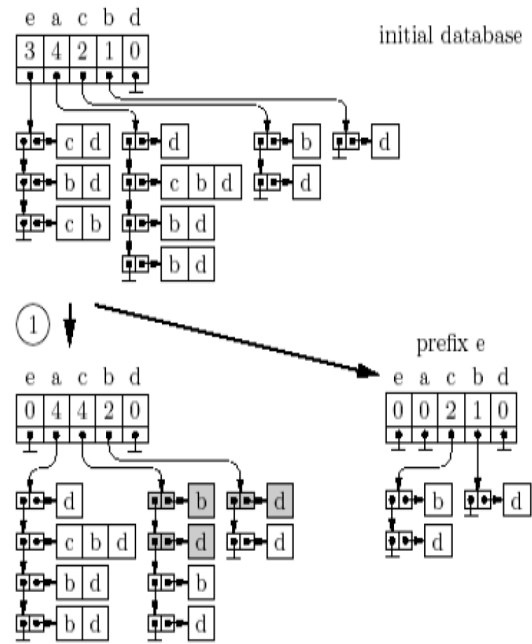 e a c b d
initial database
3 4 2 1 0
c d d b d
b d c b d d
c b b d
b d
1
prefix e
e a c b d e a c b d
0 4 4 2 0 0 0 2 1 0
d b d b d
c b d d d d
b d b
b d d